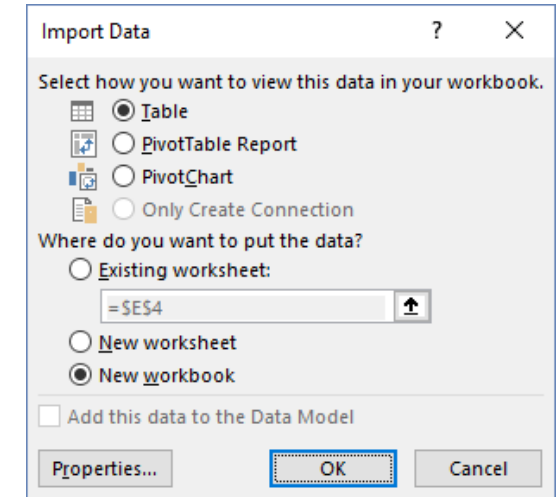 Import Data ?
Select how you want to view this data in your workbook.
Table
PivotTable Report
PivotChart
Only Create Connection
Where do you want to put the data?
Existing worksheet:
=$E$4
New worksheet
New workbook
Add this data to the Data Model
Properties... OK Cancel